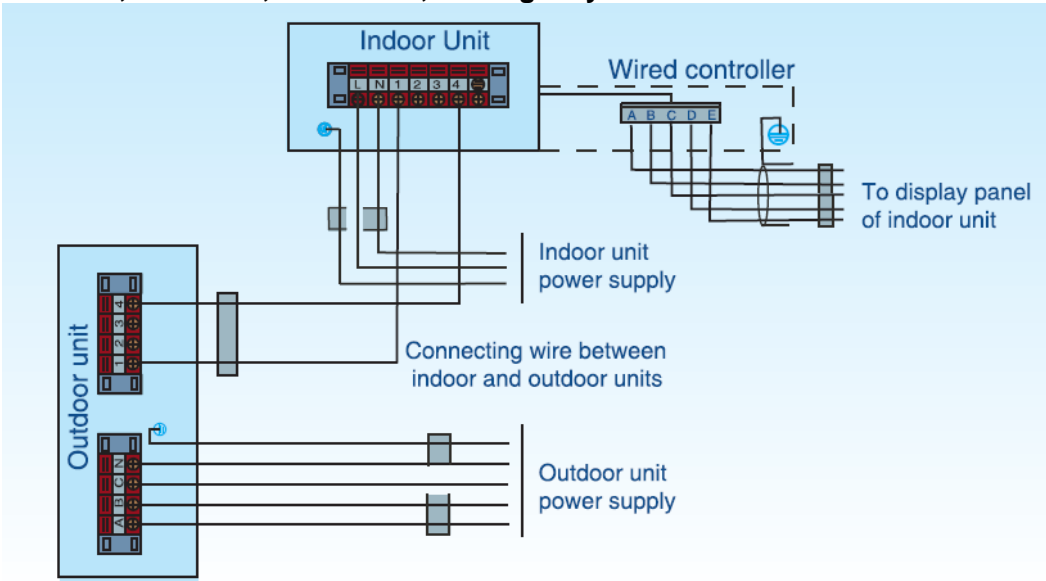 Indoor Unit
L N 1 2 3 4
Wired controller
A B C D E
To display panel
of indoor unit
Indoor unit
power supply
Outdoor unit
4
3
2
1
Connecting wire between
indoor and outdoor units
N
C
B
A
Outdoor unit
power supply